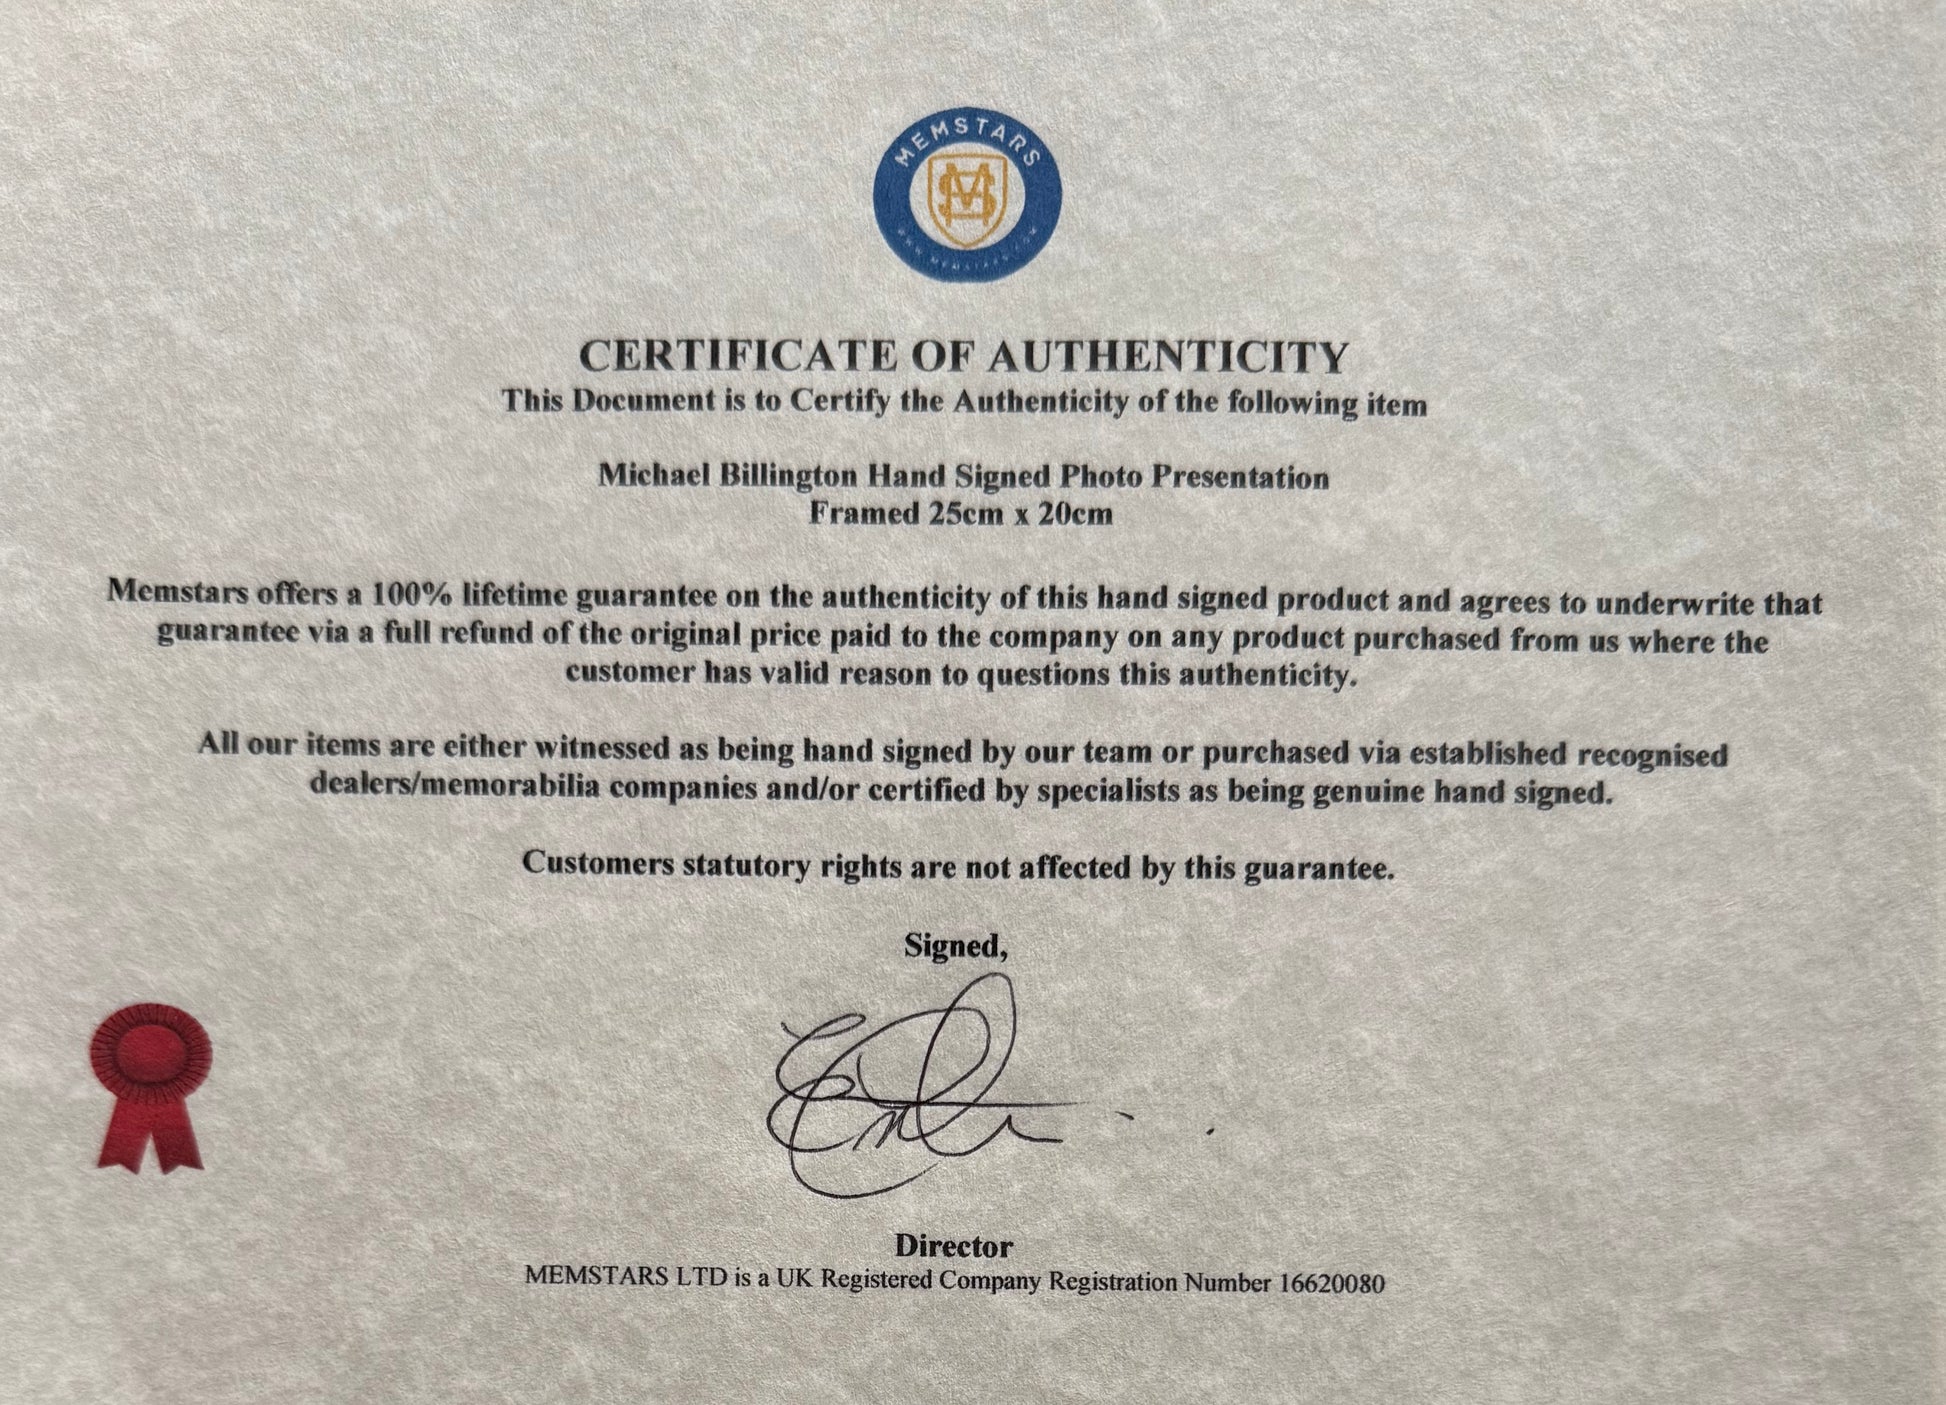 MEMSTARS
WWW.MEMSTARS.COM
CERTIFICATE OF AUTHENTICITY
This Document is to Certify the Authenticity of the following item
Michael Billington Hand Signed Photo Presentation
Framed 25cm x 20cm
Memstars offers a 100% lifetime guarantee on the authenticity of this hand signed product and agrees to underwrite that
guarantee via a full refund of the original price paid to the company on any product purchased from us where the
customer has valid reason to questions this authenticity.
All our items are either witnessed as being hand signed by our team or purchased via established recognised
dealers/memorabilia companies and/or certified by specialists as being genuine hand signed.
Customers statutory rights are not affected by this guarantee.
Signed,
Director
MEMSTARS LTD is a UK Registered Company Registration Number 16620080